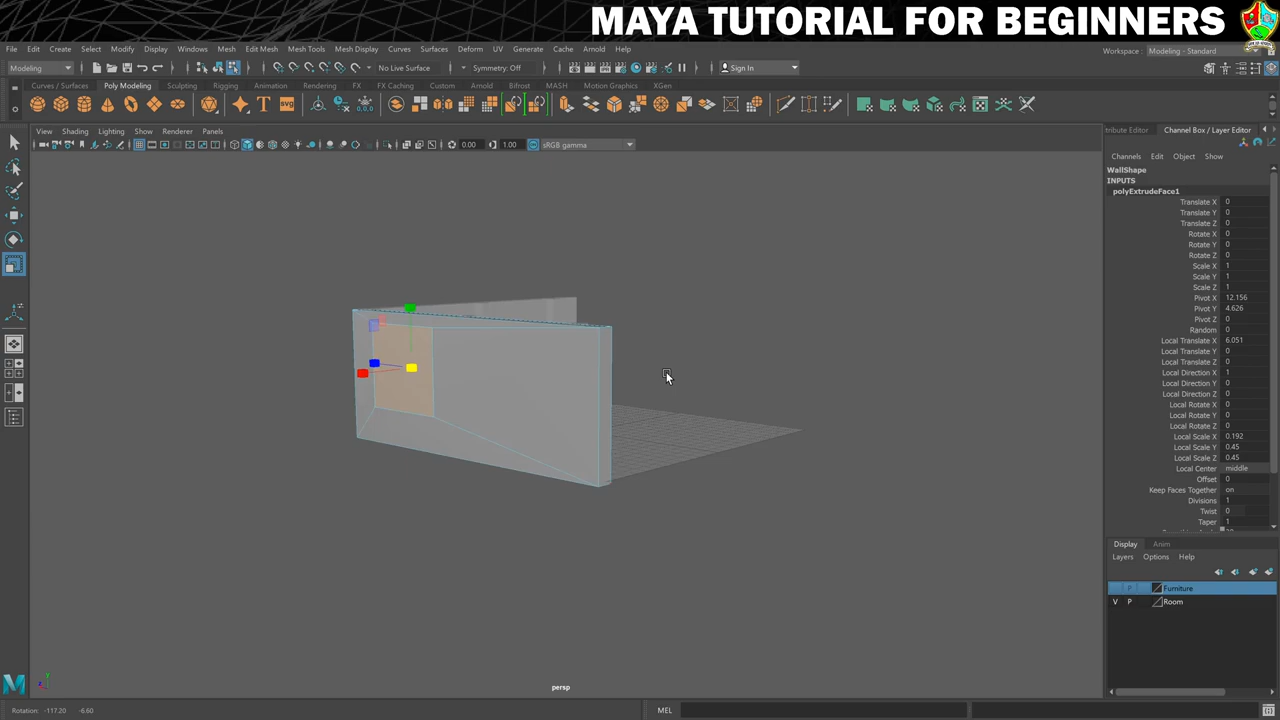 MAYA TUTORIAL FOR BEGINNERS
File Edit Create Select Modify Display Windows Mesh Edit Mesh Mesh Tools Mesh Display Curves Surfaces Deform UV Generate Cache Arnold Help
Workspace : Modeling - Standard
Modeling No Live Surface Symmetry: Off Sign In
Curves / Surfaces Poly Modeling Sculpting Rigging Animation Rendering FX FX Caching Custom Arnold Bifrost MASH Motion Graphics XGen
SVG
View Shading Lighting Show Renderer Panels
0.00 1.00 sRGB gamma
tribute Editor Channel Box / Layer Editor
Channels Edit Object Show
WallShape
INPUTS
polyExtrudeFace1
Translate X 0
Translate Y 0
Translate Z 0
Rotate X 0
Rotate Y 0
Rotate Z 0
Scale X 1
Scale Y 1
Scale Z 1
Pivot X 12.156
Pivot Y 4.626
Pivot Z 0
Random 0
Local Translate X 6.051
Local Translate Y 0
Local Translate Z 0
Local Direction X 1
Local Direction Y 0
Local Direction Z 0
Local Rotate X 0
Local Rotate Y 0
Local Rotate Z 0
Local Scale X 0.192
Local Scale Y 0.45
Local Scale Z 0.45
Local Center middle
Offset 0
Keep Faces Together on
Divisions 1
Twist 0
Taper 1
Display Anim
Layers Options Help
P Furniture
V P Room
persp
Rotation: -117.20 -6.60
MEL